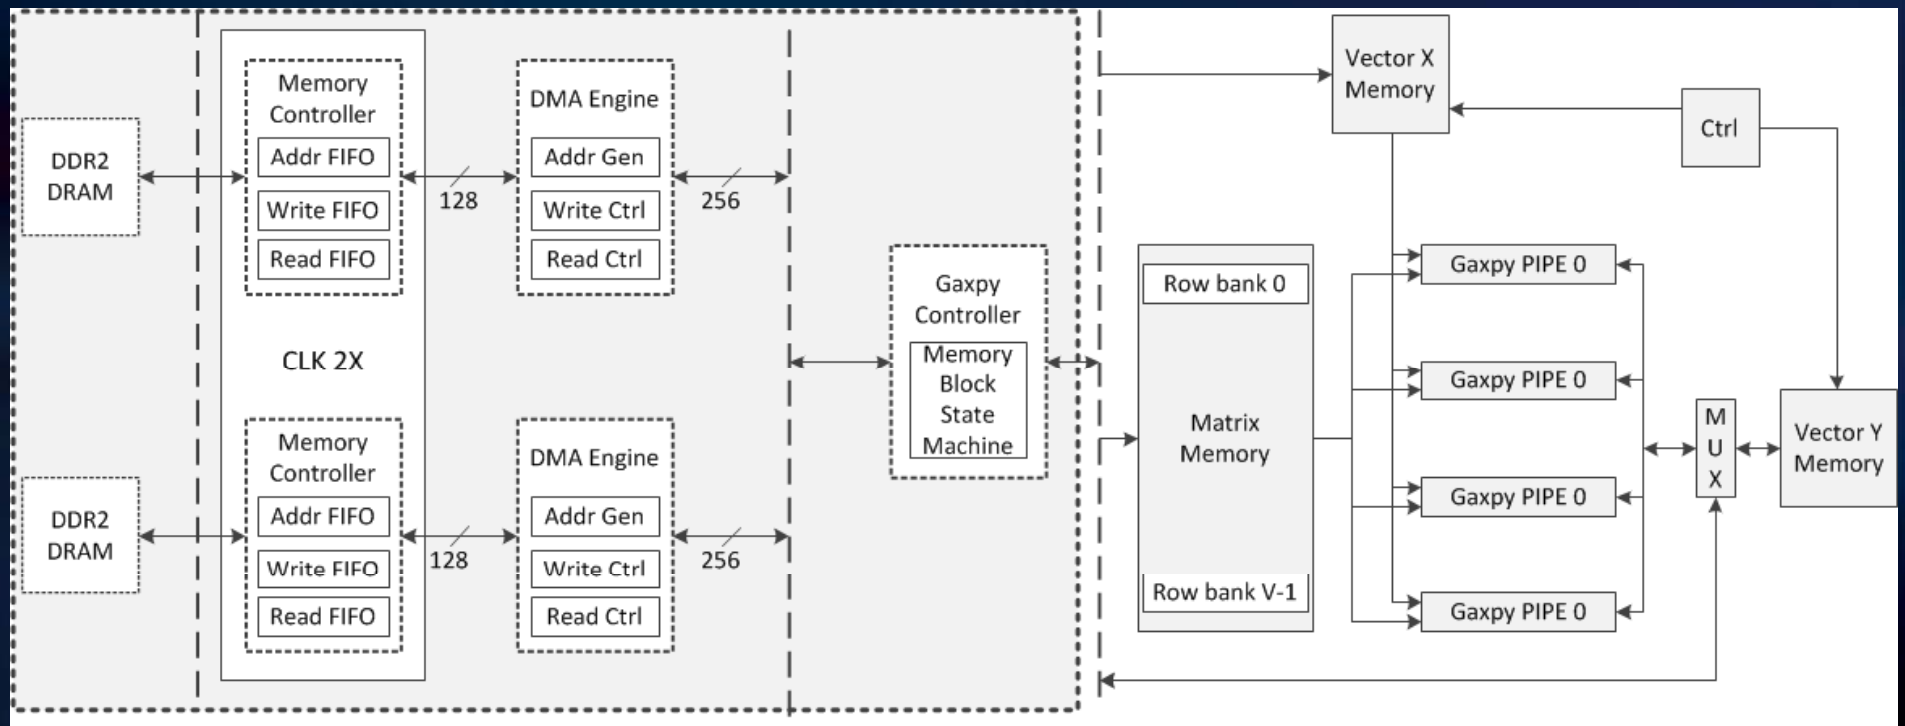 DDR2
DRAM
Memory
Controller
Addr FIFO
Write FIFO
Read FIFO
128
DMA Engine
Addr Gen
Write Ctrl
Read Ctrl
256
CLK 2X
DDR2
DRAM
Memory
Controller
Addr FIFO
Write FIFO
Read FIFO
128
DMA Engine
Addr Gen
Write Ctrl
Read Ctrl
256
Gaxpy
Controller
Memory
Block
State
Machine
Vector X
Memory
Ctrl
Row bank 0
Matrix
Memory
Row bank V-1
Gaxpy PIPE 0
Gaxpy PIPE 0
Gaxpy PIPE 0
Gaxpy PIPE 0
M
U
X
Vector Y
Memory